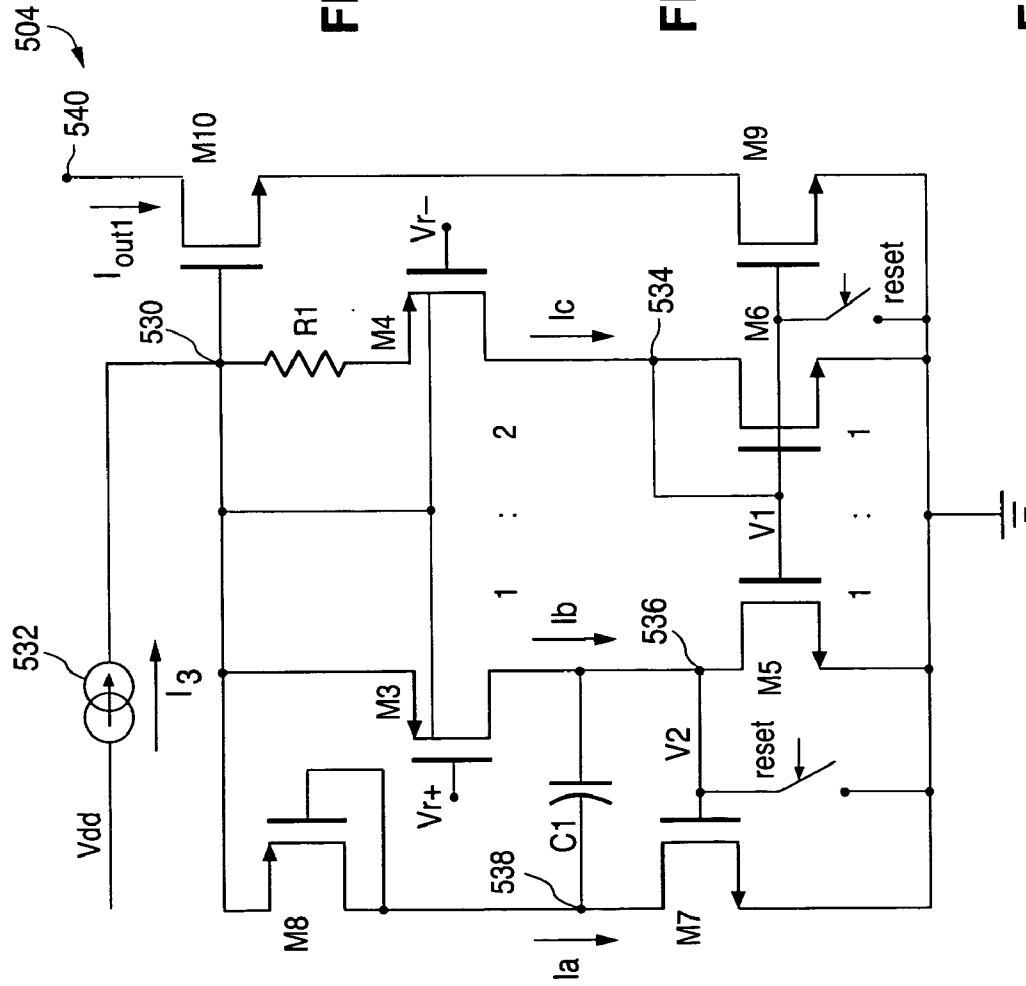 504
540
532
Vdd
I3
530
M10
Iout1
R1
M8
M3
M4
Vr+
Vr−
1 : 2
538
C1
Ib
536
Ic
534
Ia
V2
V1
M6
M9
M7
reset
M5
1 : 1
reset
FI
FI
F